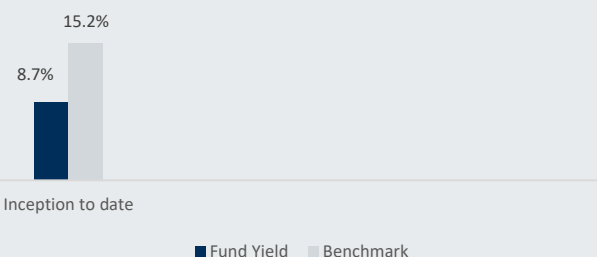 15.2%
8.7%
Inception to date
Fund Yield Benchmark